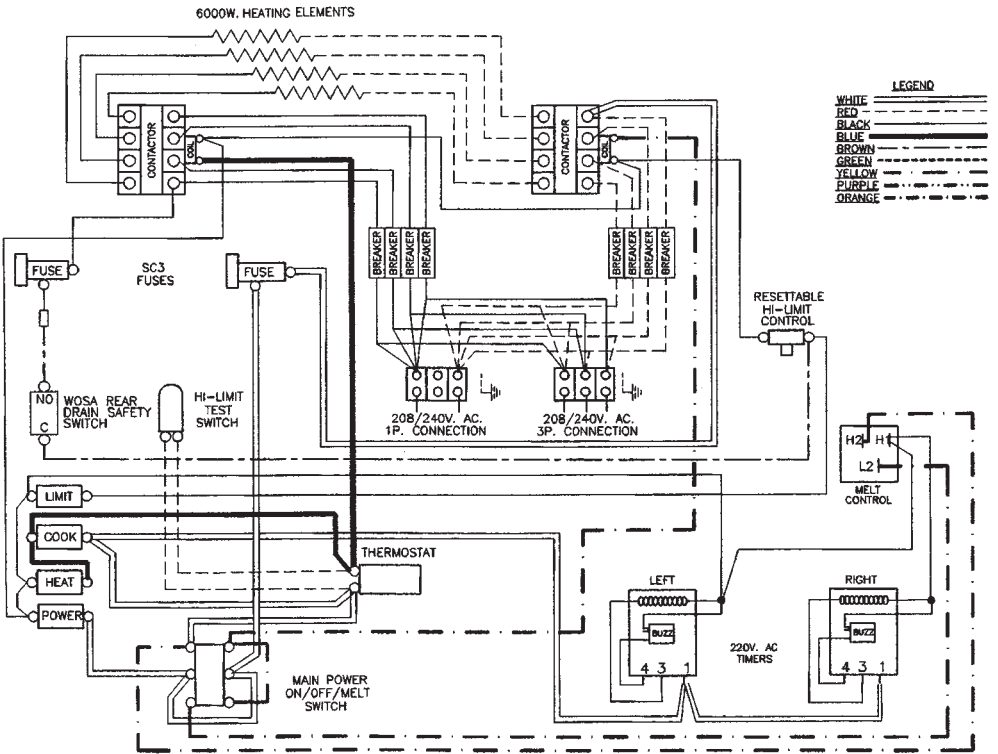 6000W. HEATING ELEMENTS
LEGEND
WHITE
RED
BLACK
BLUE
BROWN
GREEN
YELLOW
PURPLE
ORANGE
CONTACTOR
COIL
CONTACTOR
COIL
BREAKER
BREAKER
BREAKER
BREAKER
BREAKER
BREAKER
BREAKER
BREAKER
FUSE
SC3
FUSES
FUSE
RESETTABLE
HI-LIMIT
CONTROL
NO
C
WOSA REAR
DRAIN SAFETY
SWITCH
HI-LIMIT
TEST
SWITCH
208/240V. AC.
1P. CONNECTION
208/240V. AC.
3P. CONNECTION
H2 H1
L2
MELT
CONTROL
LIMIT
COOK
HEAT
POWER
THERMOSTAT
LEFT
BUZZ
4 3 1
220V. AC
TIMERS
RIGHT
BUZZ
4 3 1
MAIN POWER
ON/OFF/MELT
SWITCH